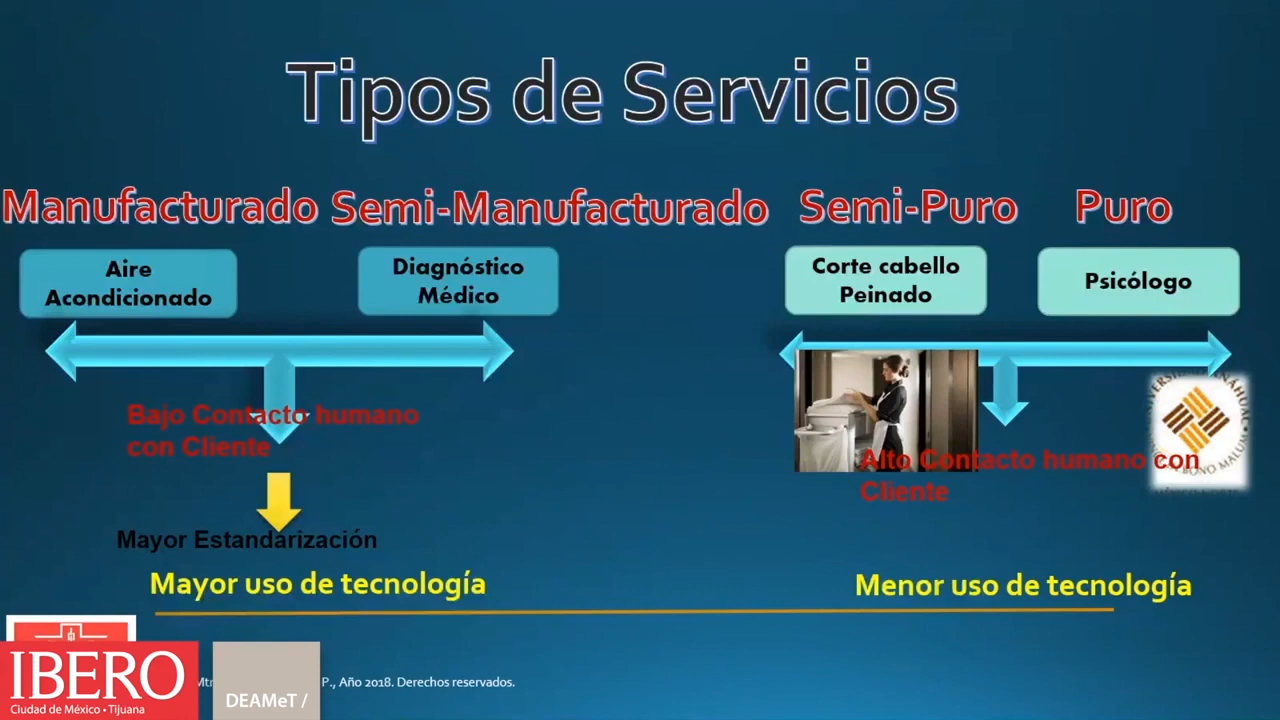 Tipos de Servicios
Manufacturado
Semi-Manufacturado
Semi-Puro
Puro
Aire
Acondicionado
Diagnóstico
Médico
Corte cabello
Peinado
Psicólogo
Bajo Contacto humano
con Cliente
Alto Contacto humano con
Cliente
Mayor Estandarización
Mayor uso de tecnología
Menor uso de tecnología
IBERO
Ciudad de México • Tijuana
DEAMeT /
P., Año 2018. Derechos reservados.